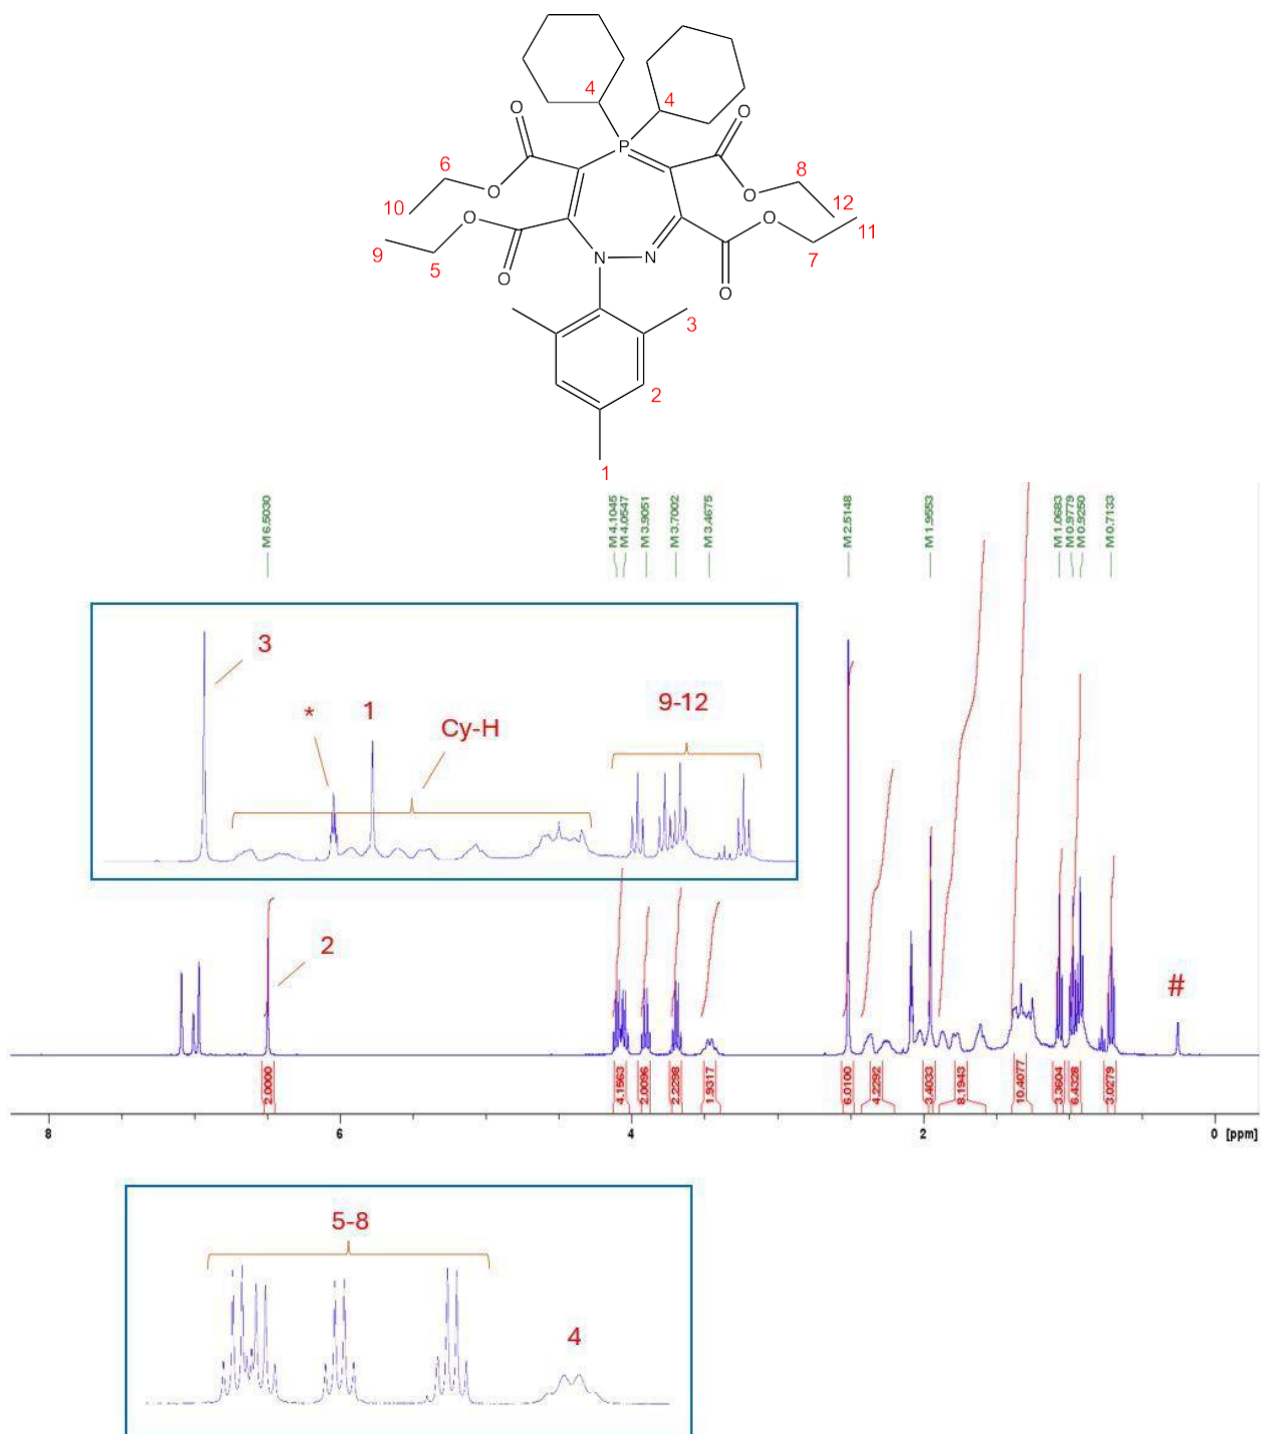 4
4
O
P
O
6
O
O
8
10
O
O
12
11
9
5
O
N
N
O
7
3
2
1
M 6.5030
M 4.1045
M 4.0547
M 3.9051
M 3.7002
M 3.4675
M 2.5148
M 1.9553
M 1.0683
M 0.9779
M 0.9250
M 0.7133
3
*
1
Cy-H
9-12
2
#
2.0000
4.1563
2.0096
2.2298
1.9317
6.0100
4.2292
3.4033
8.1943
10.4077
3.3604
6.4328
3.0279
8
6
4
2
0 [ppm]
5-8
4